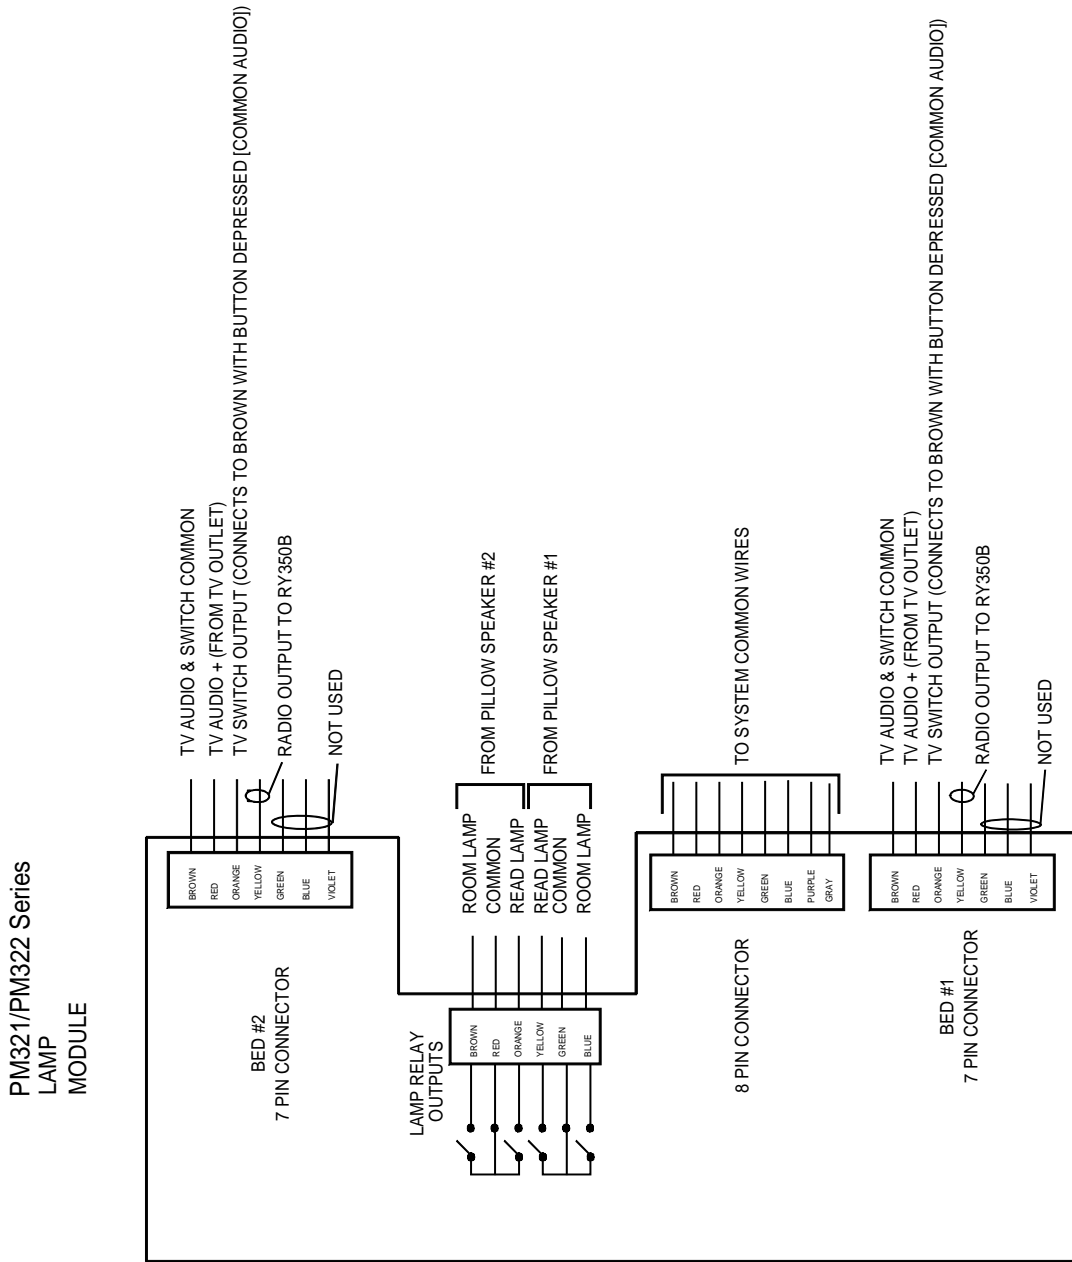 PM321/PM322 Series
LAMP
MODULE
TV AUDIO & SWITCH COMMON
TV AUDIO + (FROM TV OUTLET)
TV SWITCH OUTPUT (CONNECTS TO BROWN WITH BUTTON DEPRESSED [COMMON AUDIO])
RADIO OUTPUT TO RY350B
NOT USED
BROWN
RED
ORANGE
YELLOW
GREEN
BLUE
VIOLET
BED #2
7 PIN CONNECTOR
FROM PILLOW SPEAKER #2
FROM PILLOW SPEAKER #1
ROOM LAMP
COMMON
READ LAMP
READ LAMP
COMMON
ROOM LAMP
BROWN
RED
ORANGE
YELLOW
GREEN
BLUE
LAMP RELAY
OUTPUTS
TO SYSTEM COMMON WIRES
BROWN
RED
ORANGE
YELLOW
GREEN
BLUE
PURPLE
GRAY
8 PIN CONNECTOR
TV AUDIO & SWITCH COMMON
TV AUDIO + (FROM TV OUTLET)
TV SWITCH OUTPUT (CONNECTS TO BROWN WITH BUTTON DEPRESSED [COMMON AUDIO])
RADIO OUTPUT TO RY350B
NOT USED
BROWN
RED
ORANGE
YELLOW
GREEN
BLUE
VIOLET
BED #1
7 PIN CONNECTOR